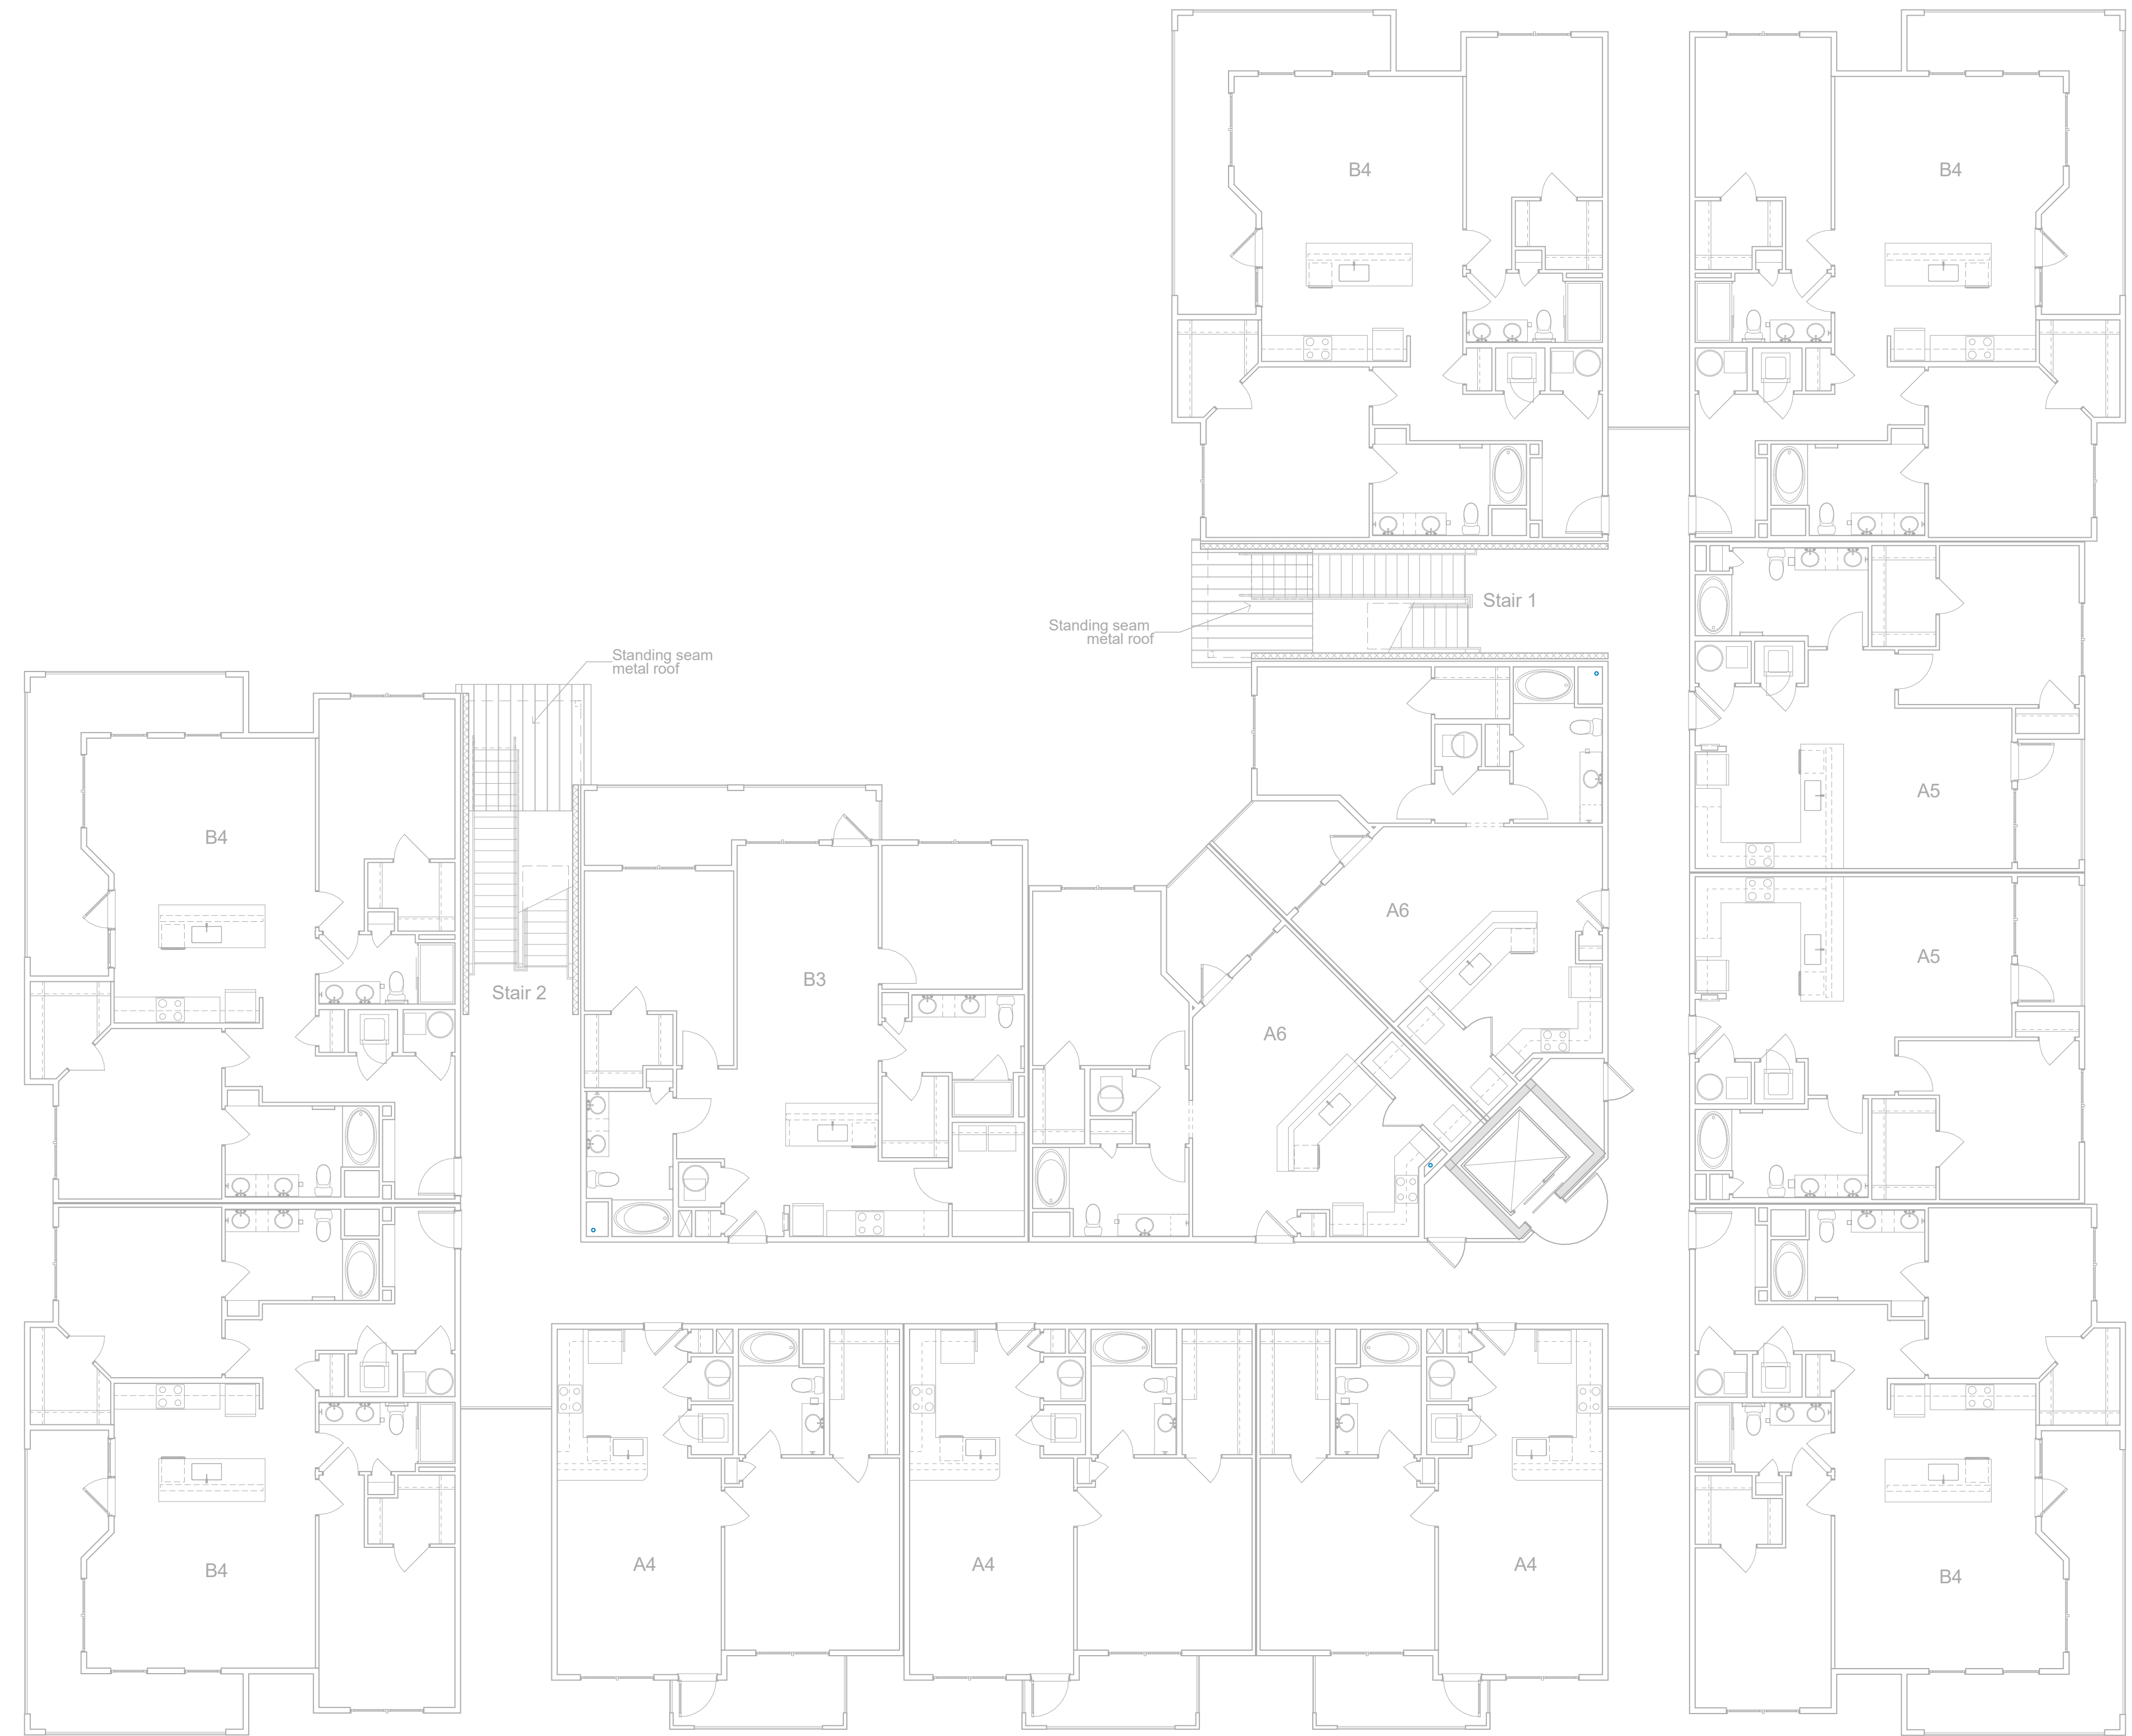 B4
B4
Stair 1
Standing seam
metal roof
Standing seam
metal roof
A5
B4
A6
A5
B3
Stair 2
A6
A4
A4
A4
B4
B4